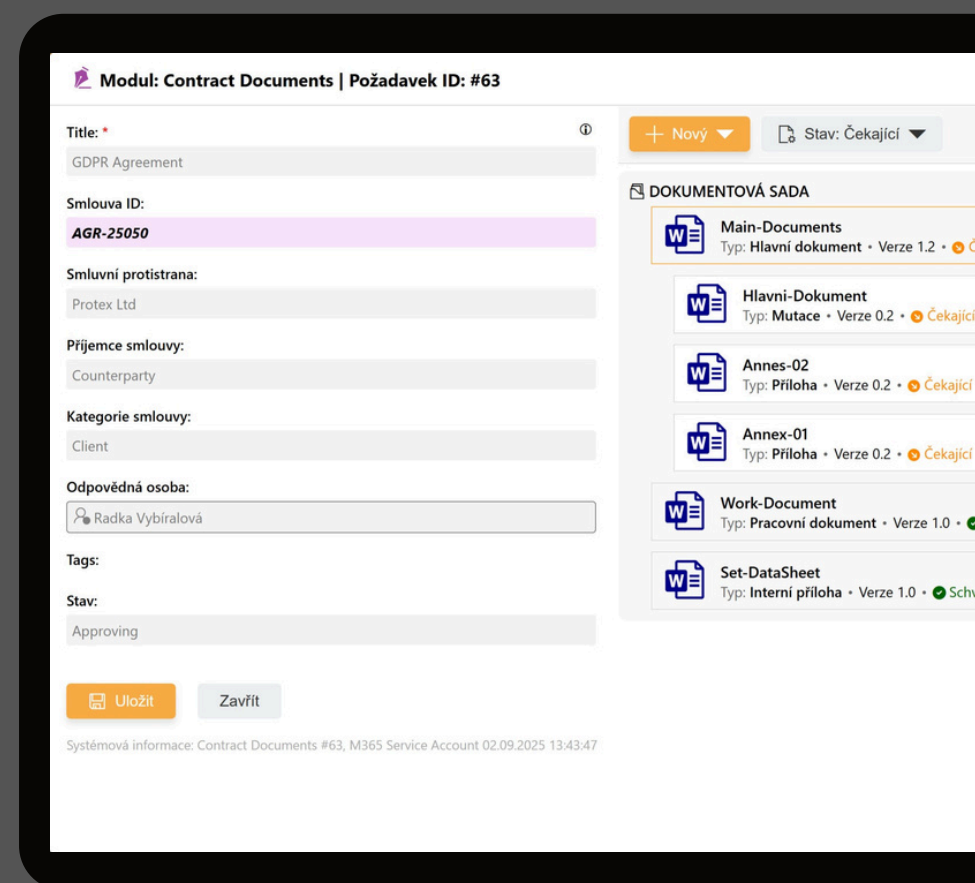 Modul: Contract Documents | Požadavek ID: #63
Title: *
GDPR Agreement
Smlouva ID:
AGR-25050
Smluvní protistrana:
Protex Ltd
Příjemce smlouvy:
Counterparty
Kategorie smlouvy:
Client
Odpovědná osoba:
Radka Vybíralová
Tags:
Stav:
Approving
Uložit Zavřít
Systémová informace: Contract Documents #63, M365 Service Account 02.09.2025 13:43:47
Nový Stav: Čekající
DOKUMENTOVÁ SADA
Main-Documents
Typ: Hlavní dokument • Verze 1.2 •
Hlavni-Dokument
Typ: Mutace • Verze 0.2 • Čekající
Annes-02
Typ: Příloha • Verze 0.2 • Čekající
Annex-01
Typ: Příloha • Verze 0.2 • Čekající
Work-Document
Typ: Pracovní dokument • Verze 1.0 •
Set-DataSheet
Typ: Interní příloha • Verze 1.0 •